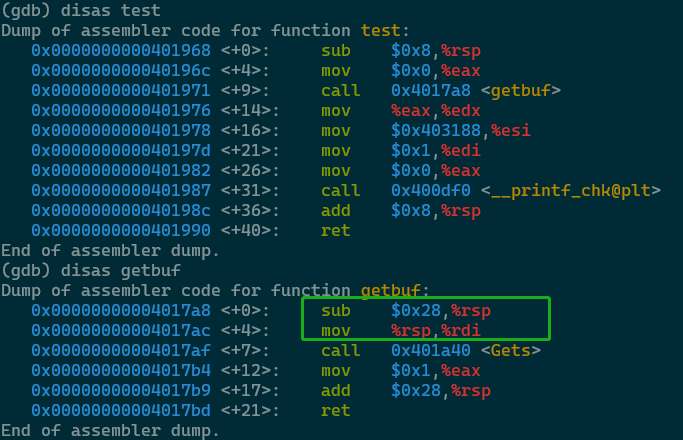 (gdb) disas test
Dump of assembler code for function test:
   0x0000000000401968 <+0>:     sub    $0x8,%rsp
   0x000000000040196c <+4>:     mov    $0x0,%eax
   0x0000000000401971 <+9>:     call   0x4017a8 <getbuf>
   0x0000000000401976 <+14>:    mov    %eax,%edx
   0x0000000000401978 <+16>:    mov    $0x403188,%esi
   0x000000000040197d <+21>:    mov    $0x1,%edi
   0x0000000000401982 <+26>:    mov    $0x0,%eax
   0x0000000000401987 <+31>:    call   0x400df0 <__printf_chk@plt>
   0x000000000040198c <+36>:    add    $0x8,%rsp
   0x0000000000401990 <+40>:    ret
End of assembler dump.
(gdb) disas getbuf
Dump of assembler code for function getbuf:
   0x00000000004017a8 <+0>:     sub    $0x28,%rsp
   0x00000000004017ac <+4>:     mov    %rsp,%rdi
   0x00000000004017af <+7>:     call   0x401a40 <Gets>
   0x00000000004017b4 <+12>:    mov    $0x1,%eax
   0x00000000004017b9 <+17>:    add    $0x28,%rsp
   0x00000000004017bd <+21>:    ret
End of assembler dump.